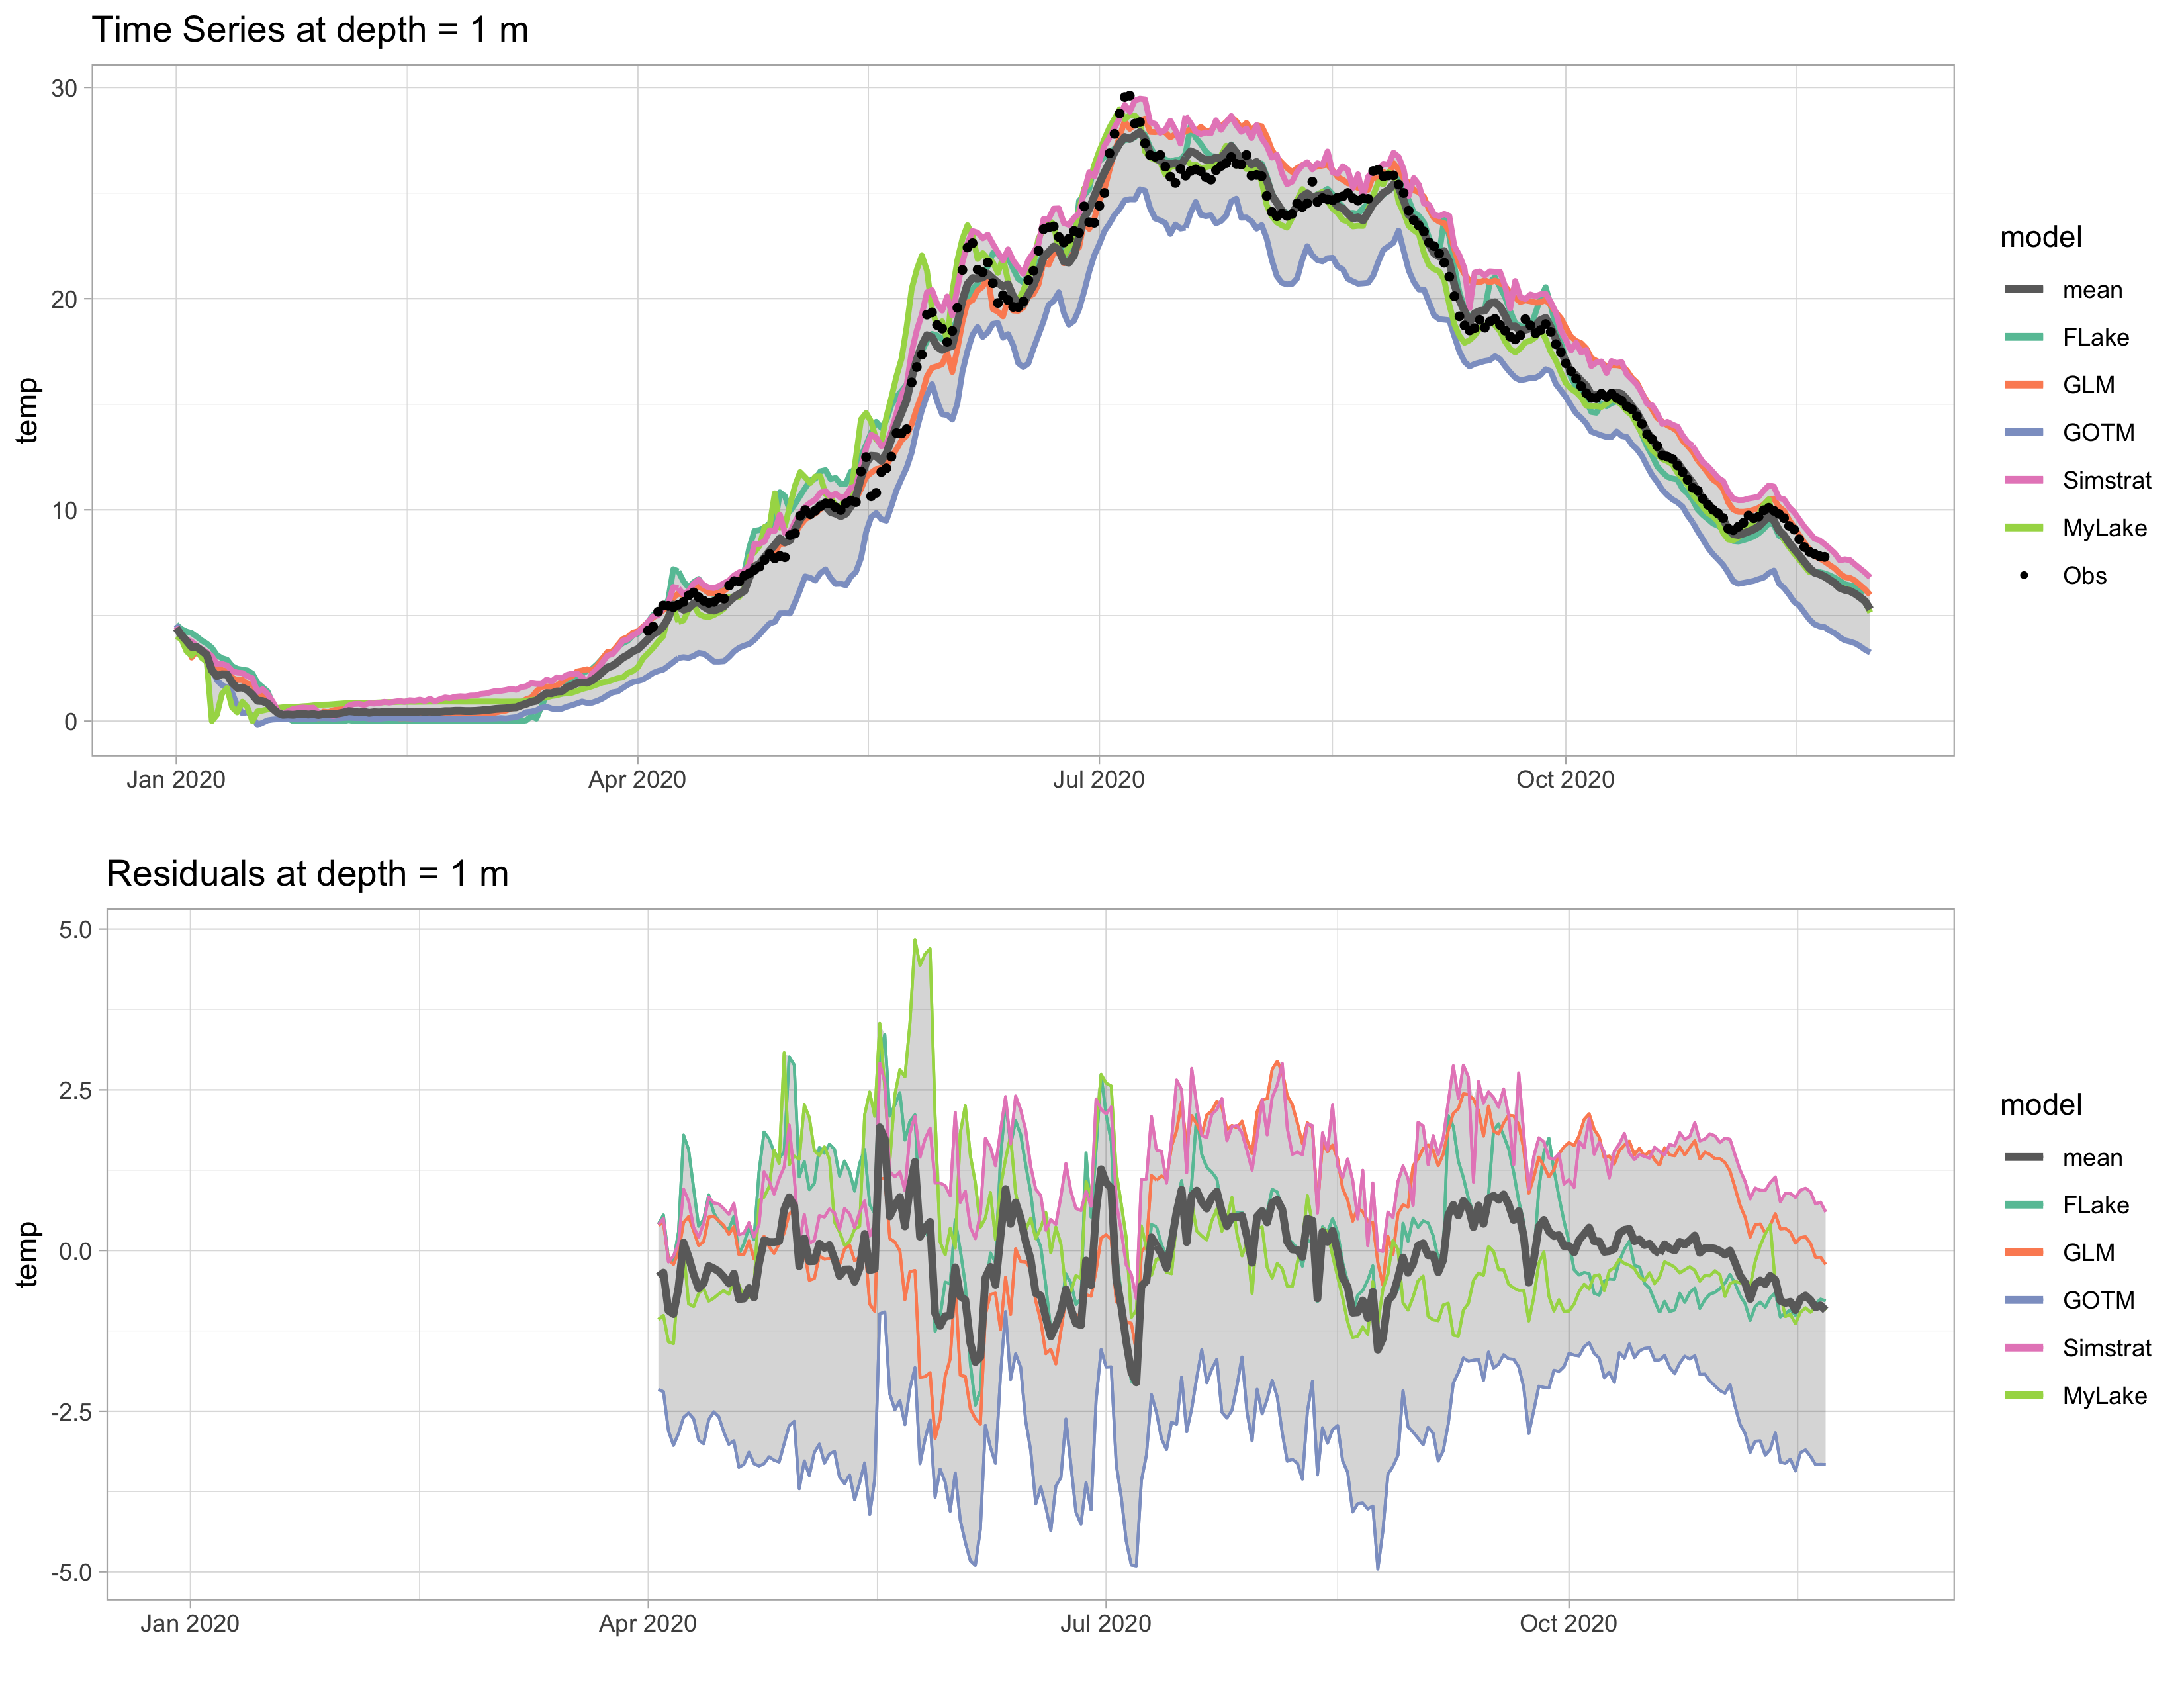 Time Series at depth = 1 m
30
20
10
0
temp
Jan 2020
Apr 2020
Jul 2020
Oct 2020
model
mean
FLake
GLM
GOTM
Simstrat
MyLake
Obs
Residuals at depth = 1 m
5.0
2.5
0.0
-2.5
-5.0
temp
Jan 2020
Apr 2020
Jul 2020
Oct 2020
model
mean
FLake
GLM
GOTM
Simstrat
MyLake